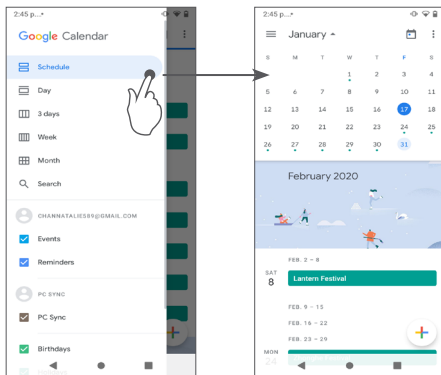 2:45 p...•
Google Calendar
Schedule
Day
3 days
Week
Month
Search
CHANNATALIES89@GMAIL.COM
Events
Reminders
PC SYNC
PC Sync
Birthdays
2:45 p...•
January
S M T W T F S
1 2 3 4
5 6 7 8 9 10 11
12 13 14 15 16 17 18
19 20 21 22 23 24 25
26 27 28 29 30 31
February 2020
FEB. 2 – 8
SAT
8 Lantern Festival
FEB. 9 – 15
FEB. 16 – 22
FEB. 23 – 29
MON
24